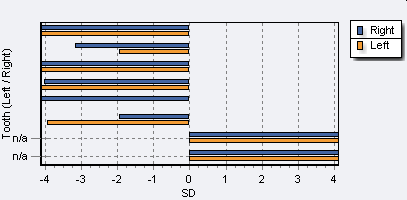 Right
Left
Tooth (Left / Right)
n/a
n/a
-4 -3 -2 -1 0 1 2 3 4
SD